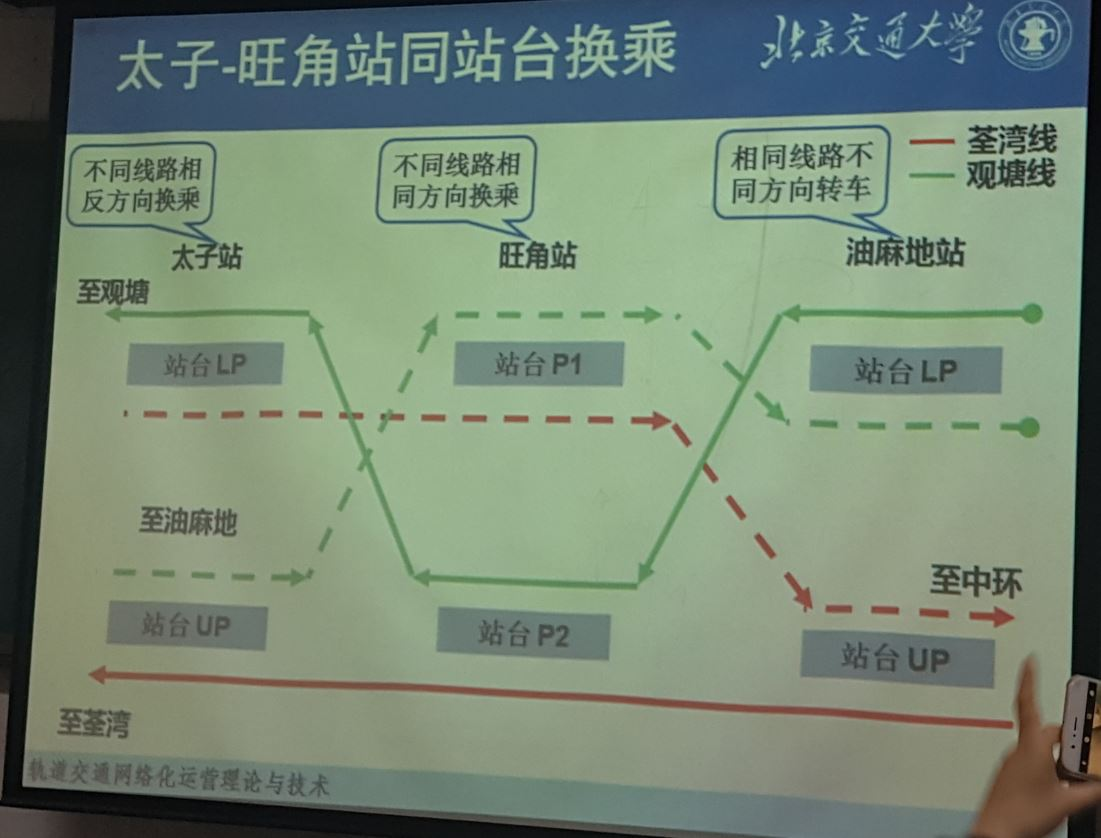 太子-旺角站同站台换乘
北京交通大学
不同线路相
反方向换乘
不同线路相
同方向换乘
相同线路不
同方向转车
荃湾线
观塘线
太子站
旺角站
油麻地站
至观塘
站台 LP
站台 P1
站台 LP
至油麻地
至中环
站台 UP
站台 P2
站台 UP
至荃湾
轨道交通网络化运营理论与技术